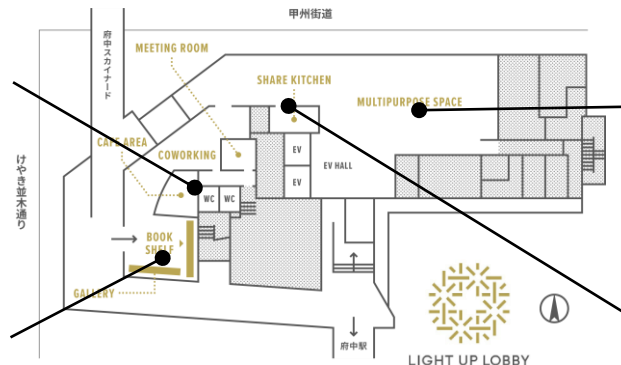 甲州街道
府中スカイナード
MEETING ROOM
SHARE KITCHEN
MULTIPURPOSE SPACE
CAFE AREA
COWORKING
EV
EV HALL
EV
けやき並木通り
WC
WC
BOOK
SHELF
GALLERY
府中駅
LIGHT UP LOBBY